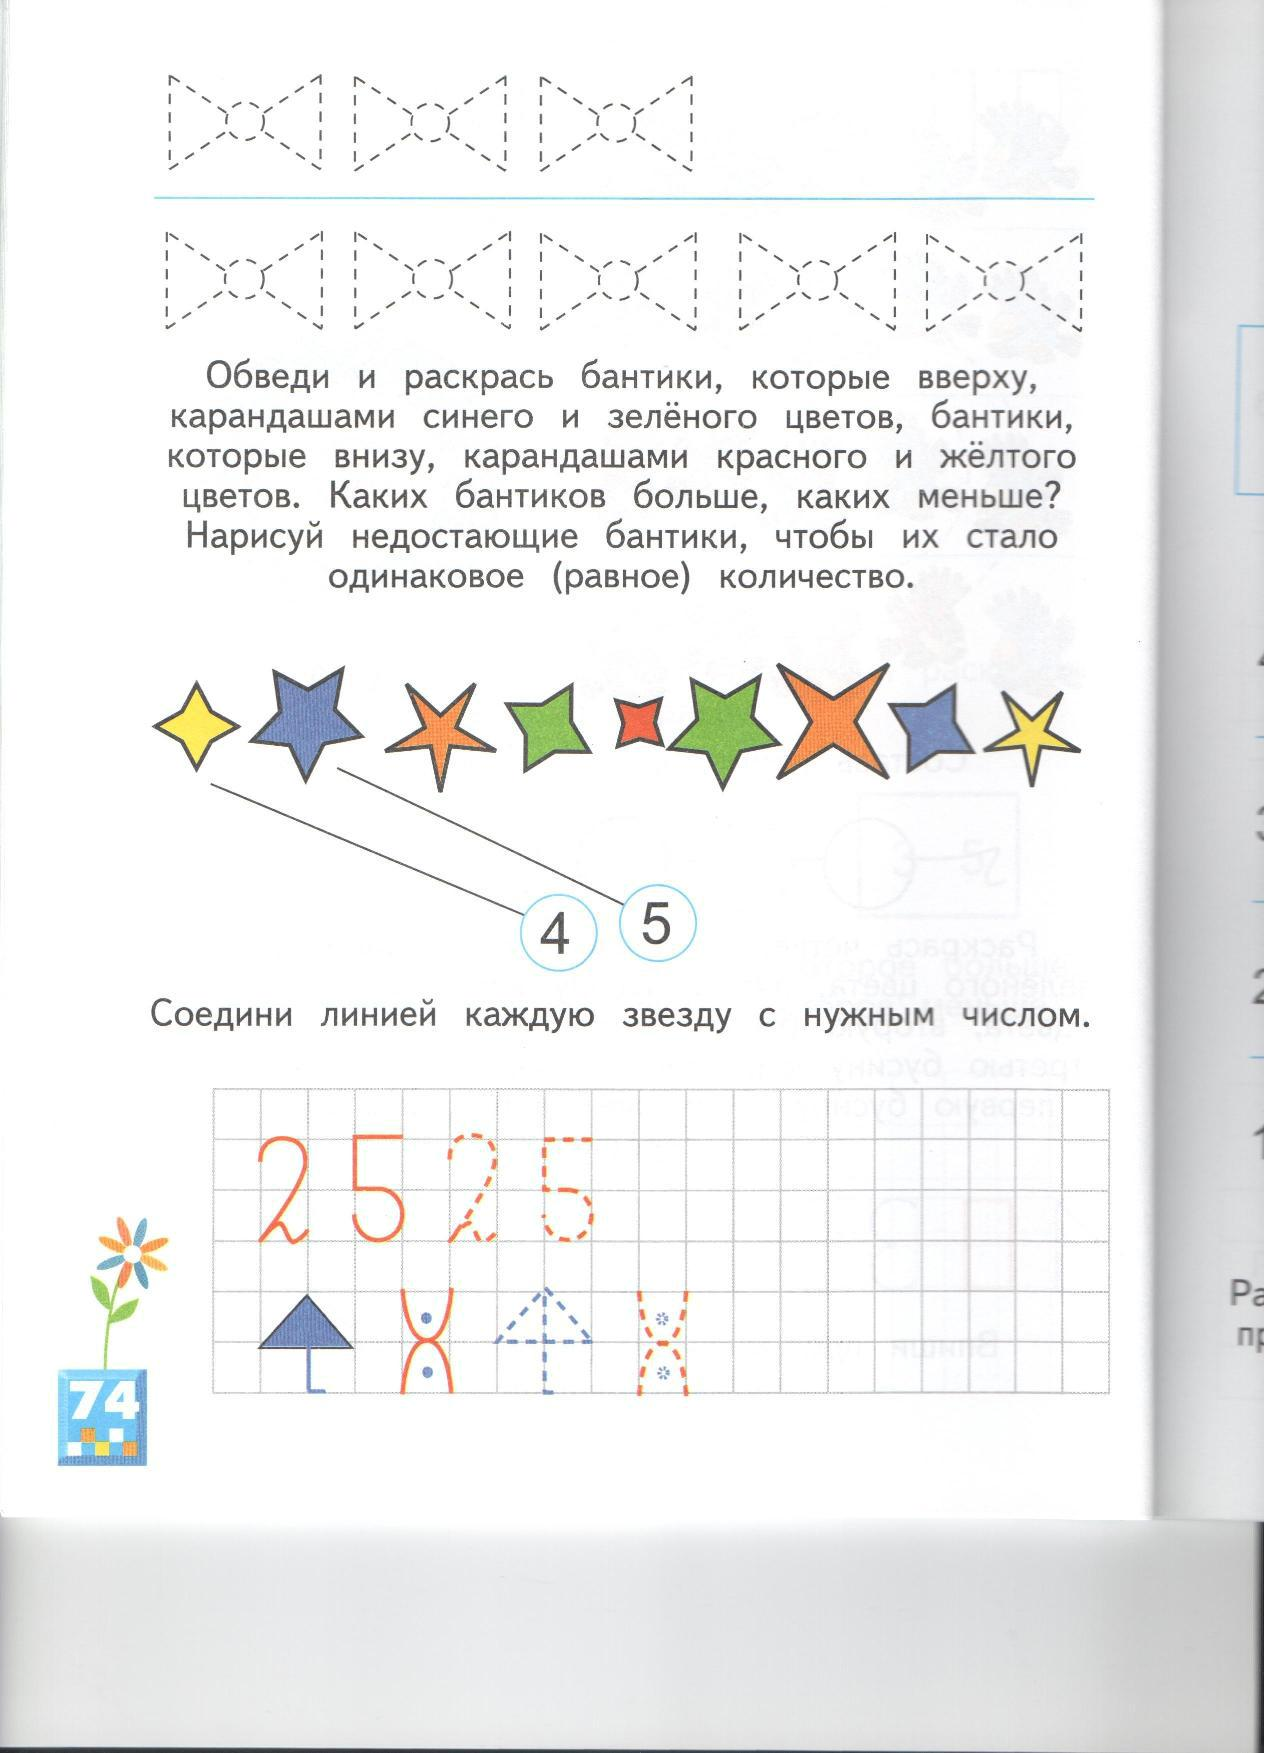 Обведи и раскрась бантики, которые вверху,
карандашами синего и зелёного цветов, бантики,
которые внизу, карандашами красного и жёлтого
цветов. Каких бантиков больше, каких меньше?
Нарисуй недостающие бантики, чтобы их стало
одинаковое (равное) количество.
4 5
Соедини линией каждую звезду с нужным числом.
2 5 2 5
74